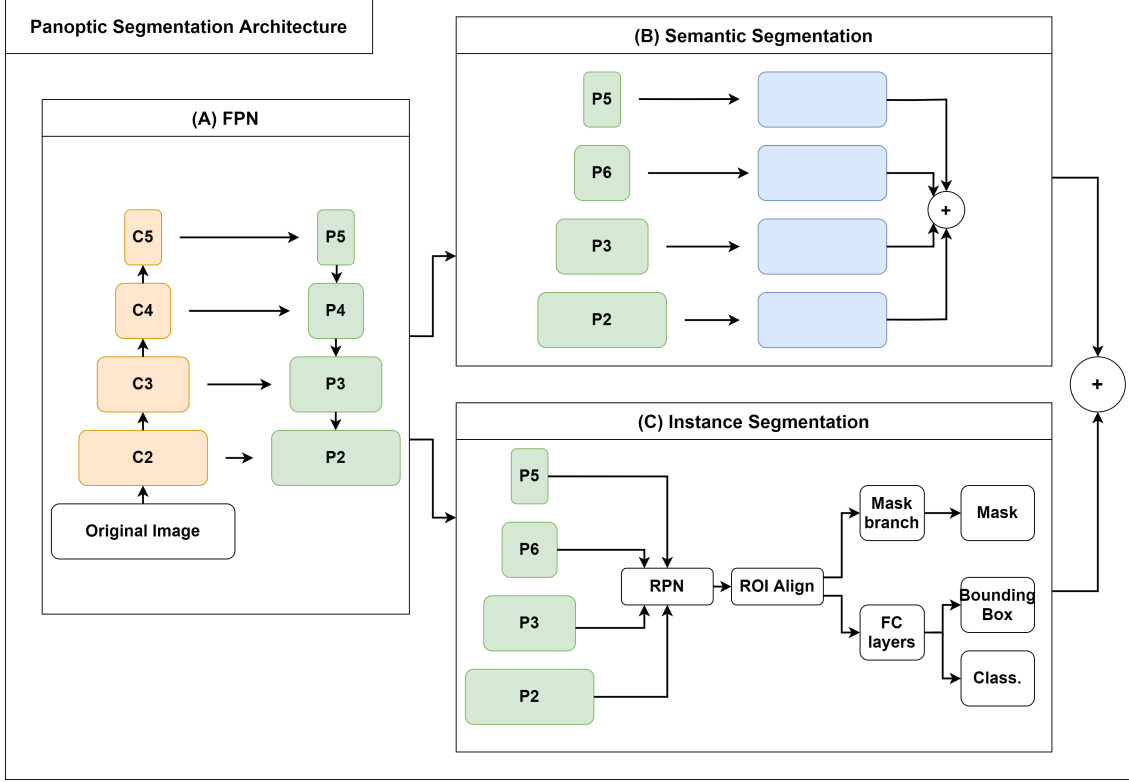 Panoptic Segmentation Architecture
(A) FPN
C5
P5
C4
P4
C3
P3
C2
P2
Original Image
(B) Semantic Segmentation
P5
P6
P3
P2
+
(C) Instance Segmentation
P5
P6
P3
P2
RPN
ROI Align
Mask
branch
Mask
FC
layers
Bounding
Box
Class.
+